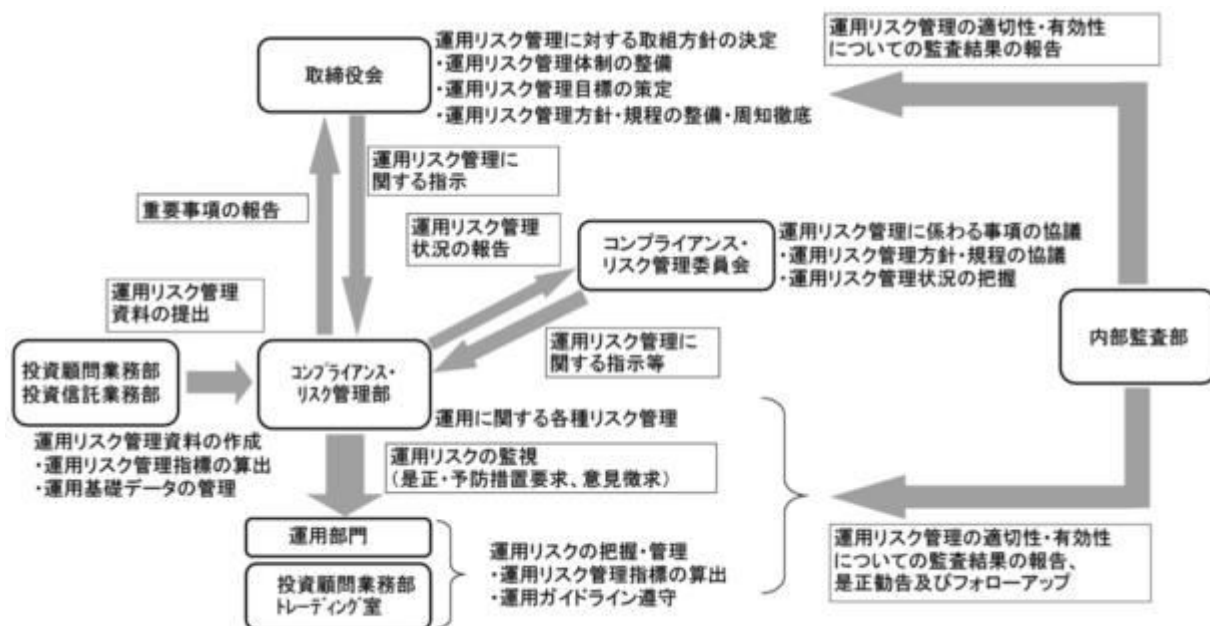 取締役会
運用リスク管理に対する取組方針の決定
・運用リスク管理体制の整備
・運用リスク管理目標の策定
・運用リスク管理方針・規程の整備・周知徹底
運用リスク管理の適切性・有効性
についての監査結果の報告
運用リスク管理に
関する指示
重要事項の報告
運用リスク管理
状況の報告
コンプライアンス・
リスク管理委員会
運用リスク管理に係わる事項の協議
・運用リスク管理方針・規程の協議
・運用リスク管理状況の把握
運用リスク管理
資料の提出
運用リスク管理に
関する指示等
内部監査部
投資顧問業務部
投資信託業務部
コンプライアンス・
リスク管理部
運用に関する各種リスク管理
運用リスク管理資料の作成
・運用リスク管理指標の算出
・運用基礎データの管理
運用リスクの監視
(是正・予防措置要求、意見徴求)
運用部門
投資顧問業務部
トレーディング室
運用リスクの把握・管理
・運用リスク管理指標の算出
・運用ガイドライン遵守
運用リスク管理の適切性・有効性
についての監査結果の報告、
是正勧告及びフォローアップ